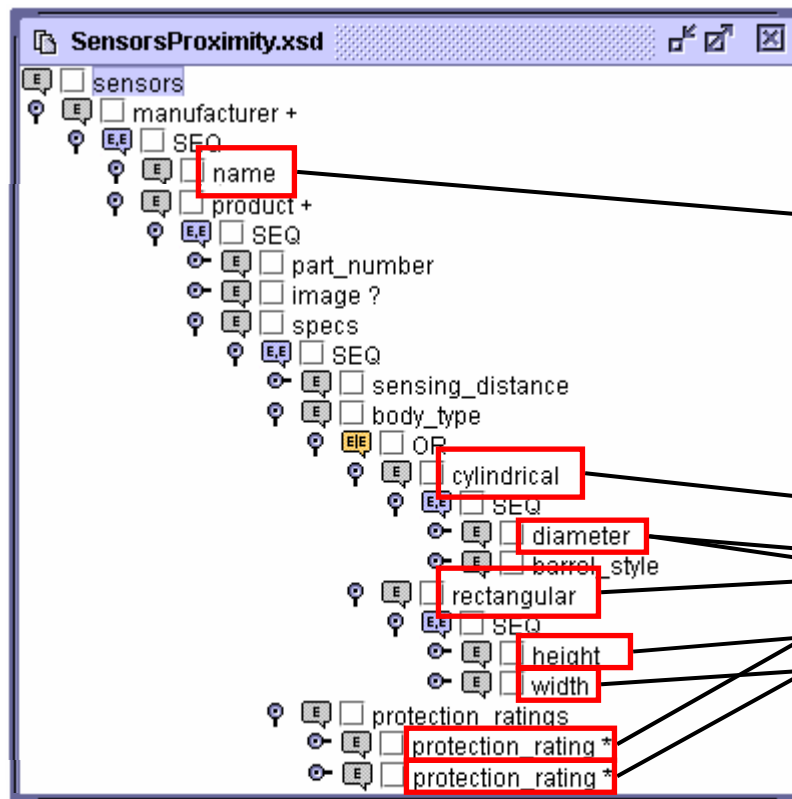 SensorsProximity.xsd
E sensors
E manufacturer +
E,E SEQ
E name
E product +
E,E SEQ
E part_number
E image ?
E specs
E,E SEQ
E sensing_distance
E body_type
E|E OR
E cylindrical
E,E SEQ
E diameter
E barrel_style
E rectangular
E,E SEQ
E height
E width
E protection_ratings
E protection_rating *
E protection_rating *